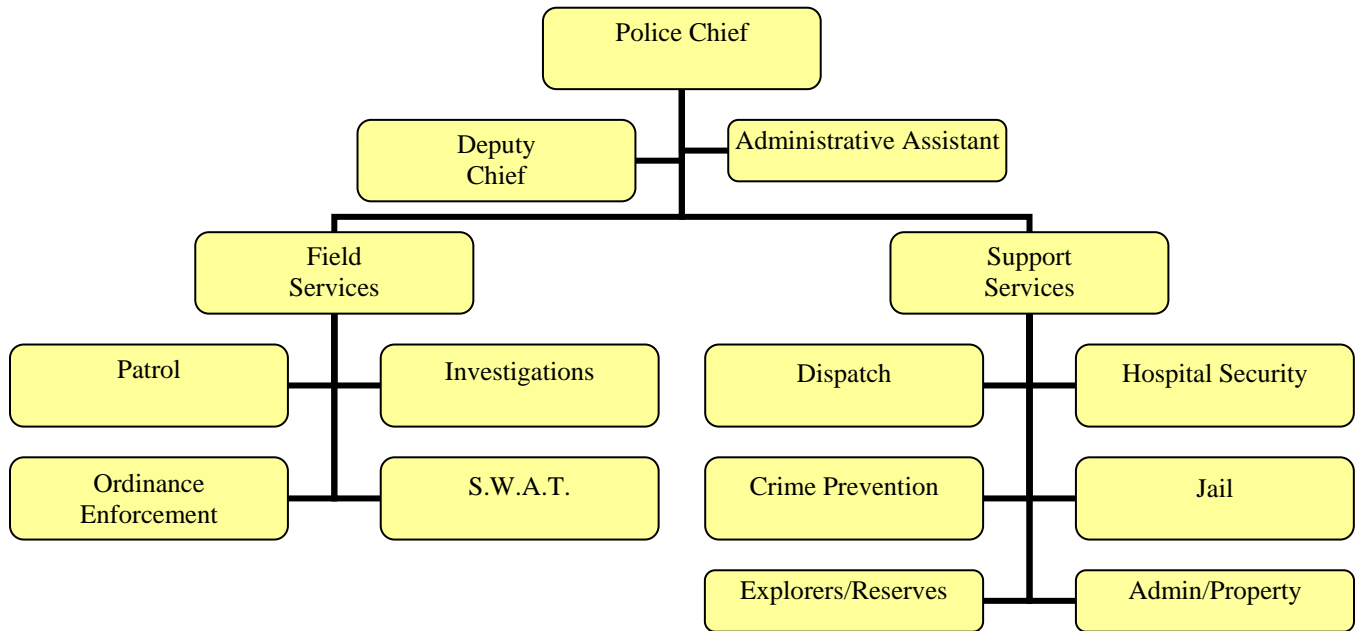 Police Chief
Deputy
Chief
Administrative Assistant
Field
Services
Support
Services
Patrol
Investigations
Dispatch
Hospital Security
Ordinance
Enforcement
S.W.A.T.
Crime Prevention
Jail
Explorers/Reserves
Admin/Property